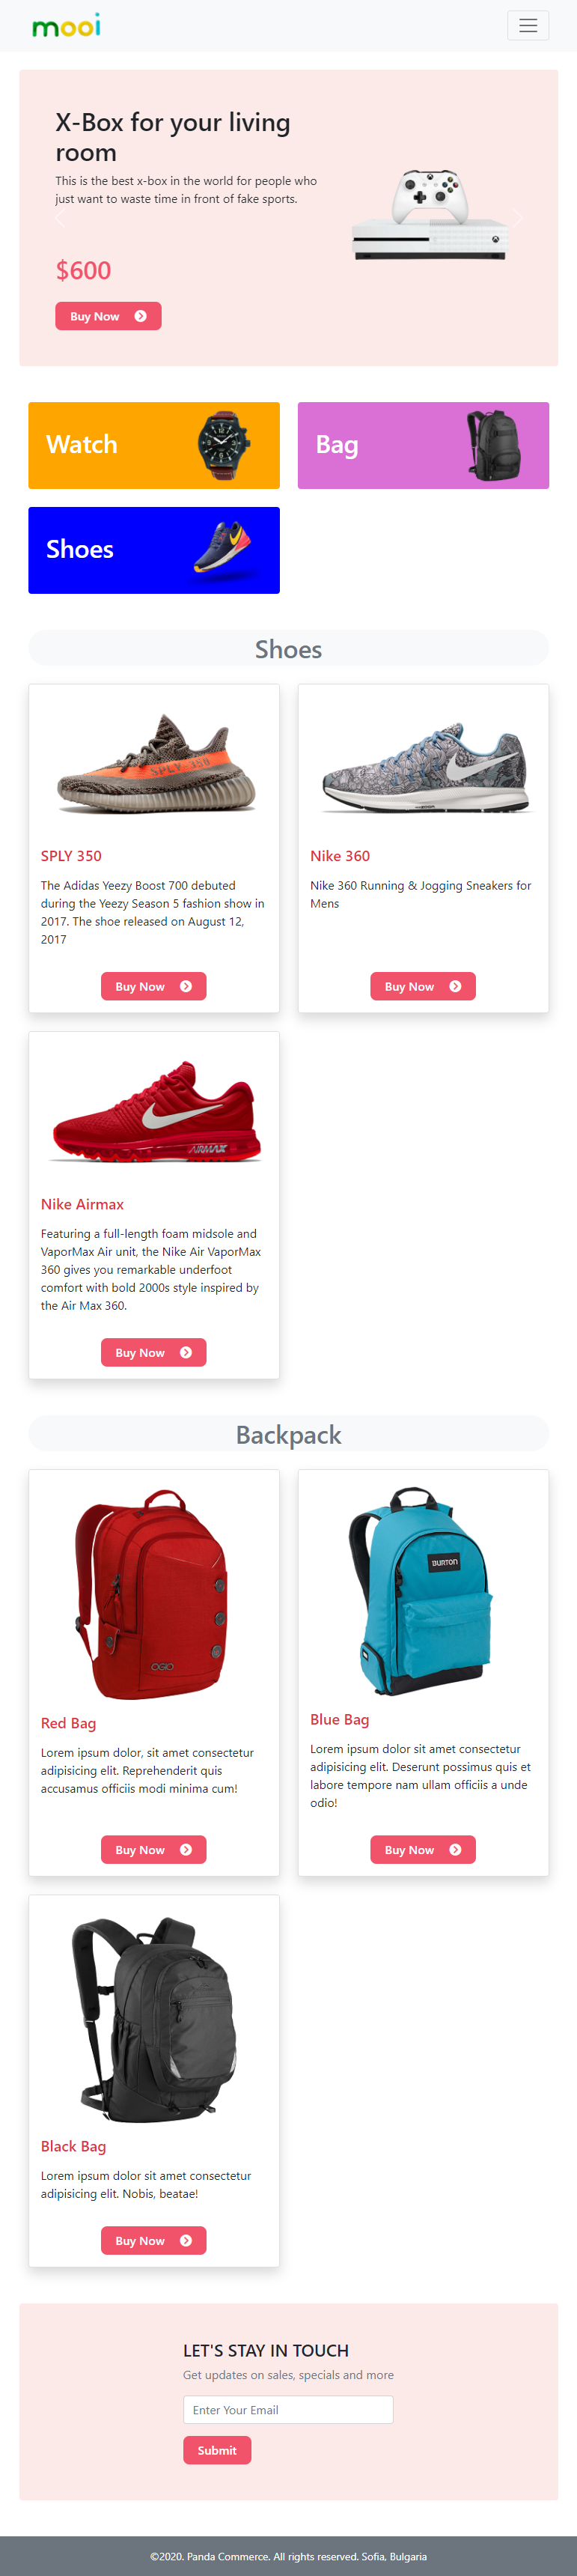 mooi
X-Box for your living
room
This is the best x-box in the world for people who
just want to waste time in front of fake sports.
$600
Buy Now
Watch
Bag
Shoes
Shoes
SPLY 350
SPLY 350
The Adidas Yeezy Boost 700 debuted
during the Yeezy Season 5 fashion show in
2017. The shoe released on August 12,
2017
Buy Now
Nike 360
Nike 360 Running & Jogging Sneakers for
Mens
Buy Now
AIRMAX
Nike Airmax
Featuring a full-length foam midsole and
VaporMax Air unit, the Nike Air VaporMax
360 gives you remarkable underfoot
comfort with bold 2000s style inspired by
the Air Max 360.
Buy Now
Backpack
OGIO
Red Bag
Lorem ipsum dolor, sit amet consectetur
adipisicing elit. Reprehenderit quis
accusamus officiis modi minima cum!
Buy Now
BURTON
Blue Bag
Lorem ipsum dolor sit amet consectetur
adipisicing elit. Deserunt possimus quis et
labore tempore nam ullam officiis a unde
odio!
Buy Now
Black Bag
Lorem ipsum dolor sit amet consectetur
adipisicing elit. Nobis, beatae!
Buy Now
LET'S STAY IN TOUCH
Get updates on sales, specials and more
Enter Your Email
Submit
©2020. Panda Commerce. All rights reserved. Sofia, Bulgaria